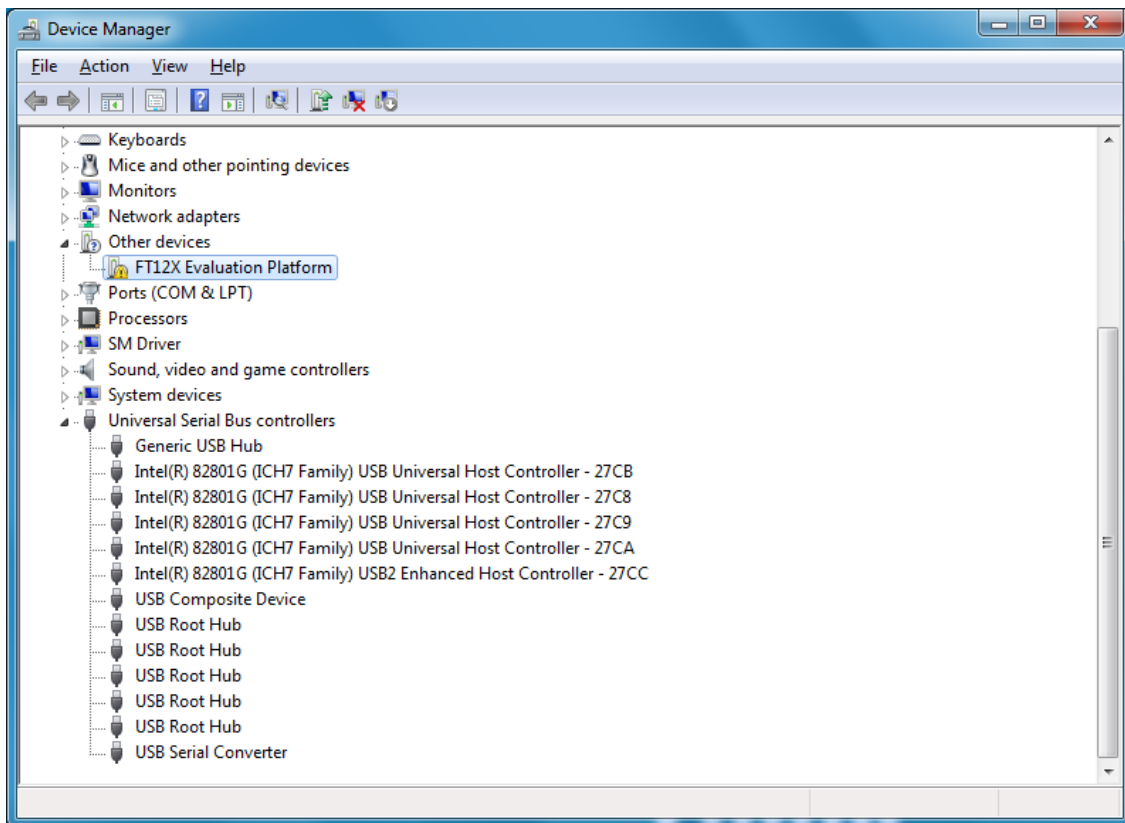 Device Manager
File Action View Help
Keyboards
Mice and other pointing devices
Monitors
Network adapters
Other devices
FT12X Evaluation Platform
Ports (COM & LPT)
Processors
SM Driver
Sound, video and game controllers
System devices
Universal Serial Bus controllers
Generic USB Hub
Intel(R) 82801G (ICH7 Family) USB Universal Host Controller - 27CB
Intel(R) 82801G (ICH7 Family) USB Universal Host Controller - 27C8
Intel(R) 82801G (ICH7 Family) USB Universal Host Controller - 27C9
Intel(R) 82801G (ICH7 Family) USB Universal Host Controller - 27CA
Intel(R) 82801G (ICH7 Family) USB2 Enhanced Host Controller - 27CC
USB Composite Device
USB Root Hub
USB Root Hub
USB Root Hub
USB Root Hub
USB Root Hub
USB Serial Converter